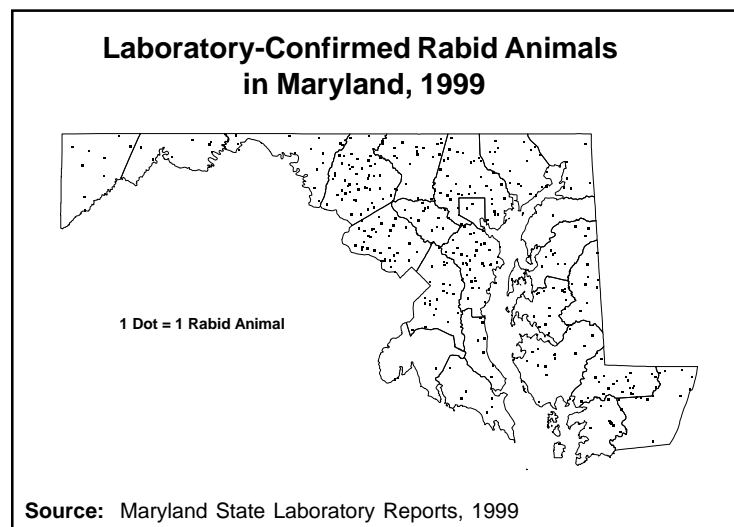 Laboratory-Confirmed Rabid Animals
in Maryland, 1999
1 Dot = 1 Rabid Animal
Source: Maryland State Laboratory Reports, 1999